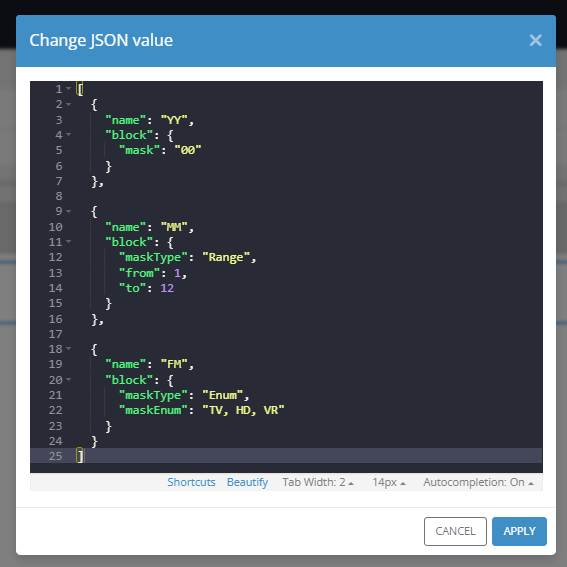 Change JSON value
×
1 [
2 {
3 "name": "YY",
4 "block": {
5 "mask": "00"
6 }
7 },
8
9 {
10 "name": "MM",
11 "block": {
12 "maskType": "Range",
13 "from": 1,
14 "to": 12
15 }
16 },
17
18 {
19 "name": "FM",
20 "block": {
21 "maskType": "Enum",
22 "maskEnum": "TV, HD, VR"
23 }
24 }
25 ]
Shortcuts Beautify Tab Width: 2 14px Autocompletion: On
CANCEL APPLY